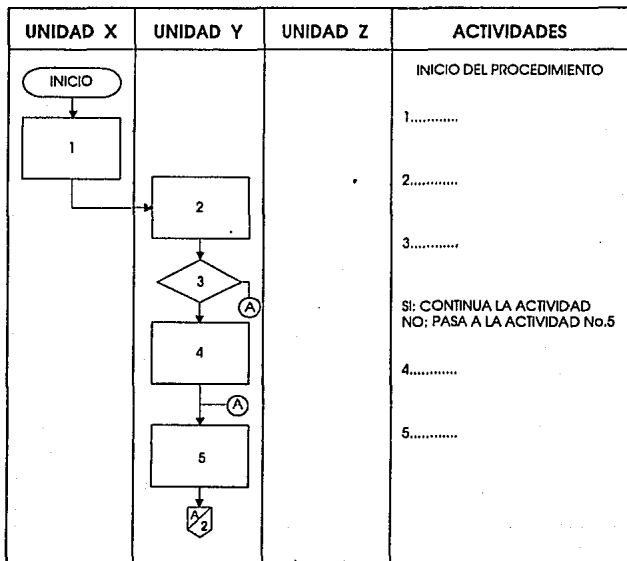 UNIDAD X UNIDAD Y UNIDAD Z ACTIVIDADES
INICIO
INICIO DEL PROCEDIMIENTO
1
1............
2
2............
3
3............
A
SI: CONTINUA LA ACTIVIDAD
NO: PASA A LA ACTIVIDAD No.5
4
4............
A
5
5............
A/2